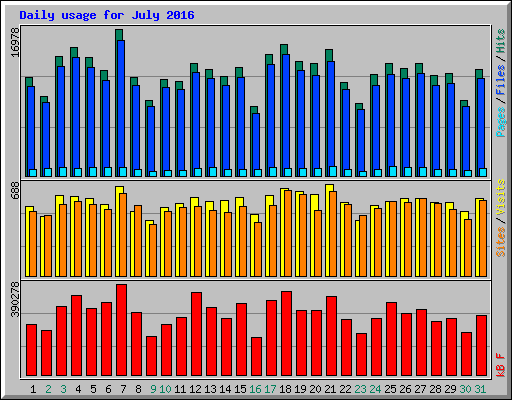 Daily usage for July 2016
16978
Pages / Files / Hits
688
Sites / Visits
390278
kB F
1 2 3 4 5 6 7 8 9 10 11 12 13 14 15 16 17 18 19 20 21 22 23 24 25 26 27 28 29 30 31